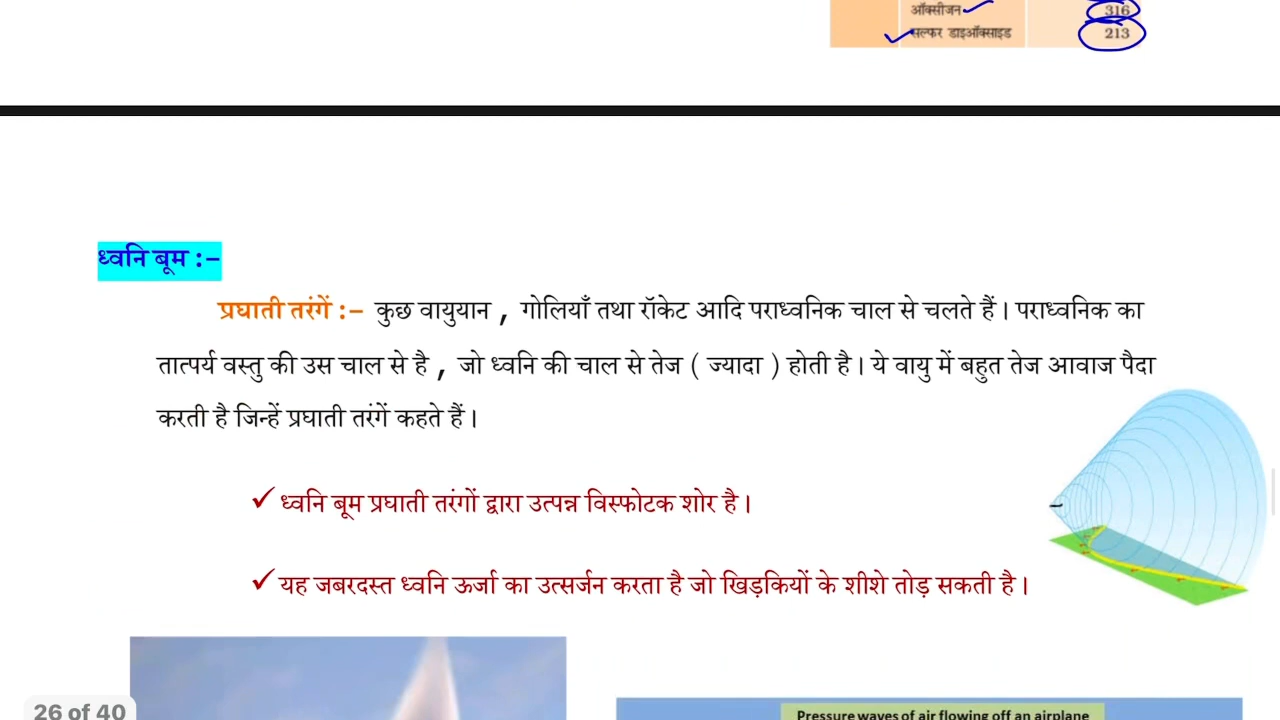 ऑक्सीजन 316
सल्फर डाइऑक्साइड 213
ध्वनि बूम :-
प्रघाती तरंगें :- कुछ वायुयान , गोलियाँ तथा रॉकेट आदि पराध्वनिक चाल से चलते हैं। पराध्वनिक का
तात्पर्य वस्तु की उस चाल से है , जो ध्वनि की चाल से तेज ( ज्यादा ) होती है। ये वायु में बहुत तेज आवाज पैदा
करती है जिन्हें प्रघाती तरंगें कहते हैं।
✓ ध्वनि बूम प्रघाती तरंगों द्वारा उत्पन्न विस्फोटक शोर है।
✓ यह जबरदस्त ध्वनि ऊर्जा का उत्सर्जन करता है जो खिड़कियों के शीशे तोड़ सकती है।
26 of 40
Pressure waves of air flowing off an airplane